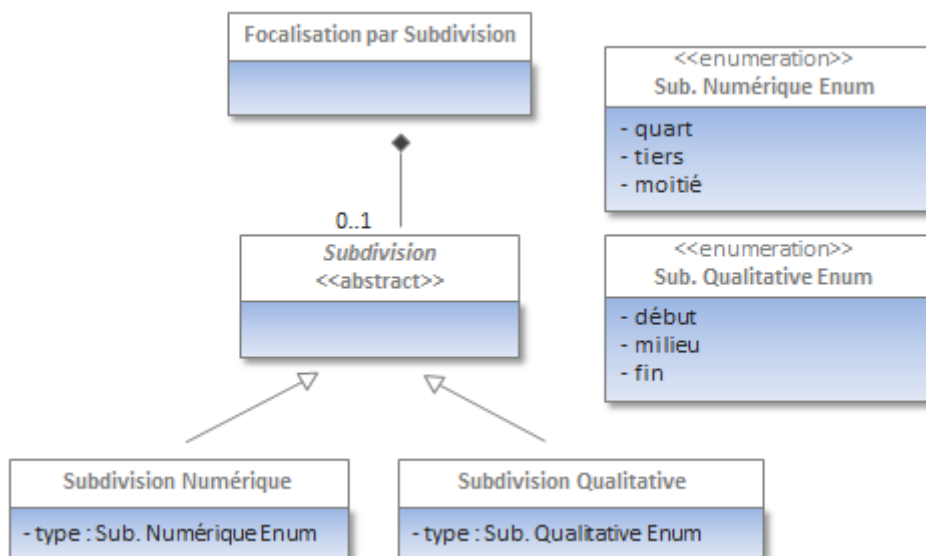 Focalisation par Subdivision
<<enumeration>>
Sub. Numérique Enum
- quart
- tiers
- moitié
0..1
Subdivision
<<abstract>>
<<enumeration>>
Sub. Qualitative Enum
- début
- milieu
- fin
Subdivision Numérique
- type : Sub. Numérique Enum
Subdivision Qualitative
- type : Sub. Qualitative Enum